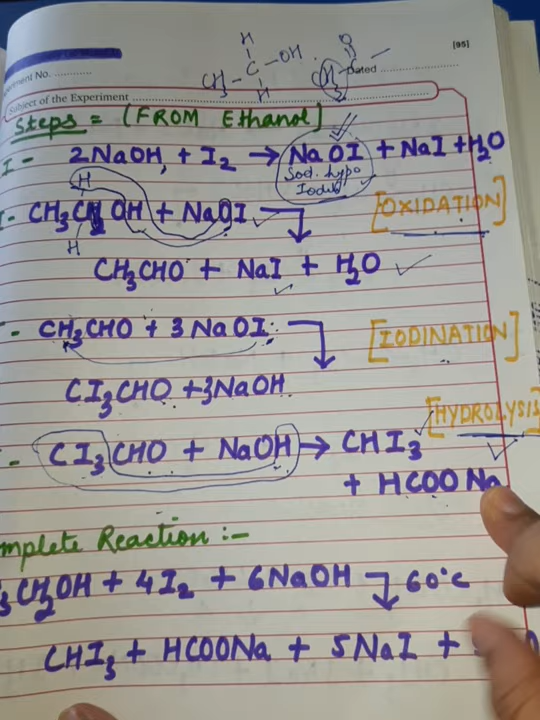 [95]
H
CH3-C-OH
H
CH3 C O
Experiment No. ............
Dated ..............................
Subject of the Experiment ..............................
Steps = [FROM Ethanol]
I - 2NaOH + I2 → NaOI + NaI + H2O
Sod. hypo
Iodite
H
CH3CH2OH + NaOI
[OXIDATION]
H
CH3CHO + NaI + H2O
CH3CHO + 3NaOI
[IODINATION]
CI3CHO + 3NaOH
[HYDROLYSIS]
CI3CHO + NaOH → CHI3
+ HCOONa
Complete Reaction :-
CH3CH2OH + 4I2 + 6NaOH 60°C
CHI3 + HCOONa + 5NaI +